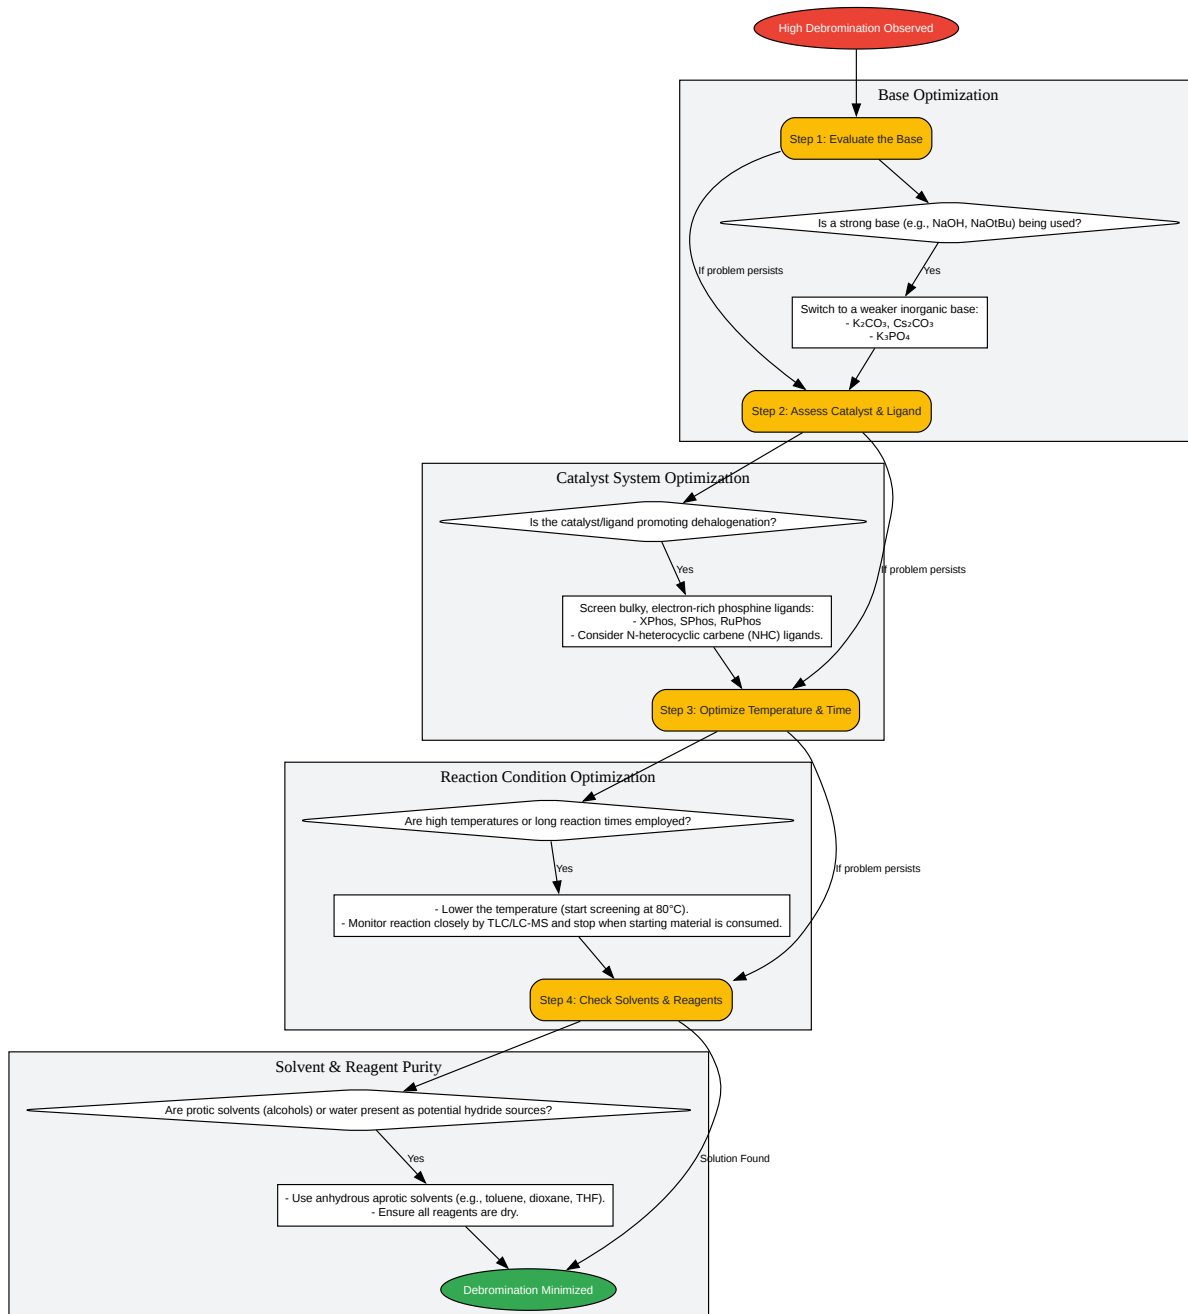 High Debromination Observed
Base Optimization
Step 1: Evaluate the Base
Is a strong base (e.g., NaOH, NaOtBu) being used?
If problem persists
Yes
Switch to a weaker inorganic base:
- K₂CO₃, Cs₂CO₃
- K₃PO₄
Step 2: Assess Catalyst & Ligand
Catalyst System Optimization
Is the catalyst/ligand promoting dehalogenation?
Yes
If problem persists
Screen bulky, electron-rich phosphine ligands:
- XPhos, SPhos, RuPhos
- Consider N-heterocyclic carbene (NHC) ligands.
Step 3: Optimize Temperature & Time
Reaction Condition Optimization
Are high temperatures or long reaction times employed?
Yes
If problem persists
- Lower the temperature (start screening at 80°C).
- Monitor reaction closely by TLC/LC-MS and stop when starting material is consumed.
Step 4: Check Solvents & Reagents
Solvent & Reagent Purity
Are protic solvents (alcohols) or water present as potential hydride sources?
Yes
Solution Found
- Use anhydrous aprotic solvents (e.g., toluene, dioxane, THF).
- Ensure all reagents are dry.
Debromination Minimized